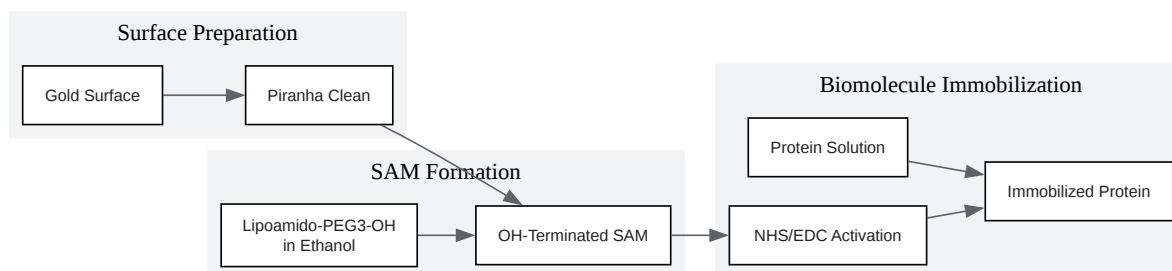 Surface Preparation
Gold Surface
Piranha Clean
SAM Formation
Lipoamido-PEG3-OH
in Ethanol
OH-Terminated SAM
Biomolecule Immobilization
Protein Solution
NHS/EDC Activation
Immobilized Protein